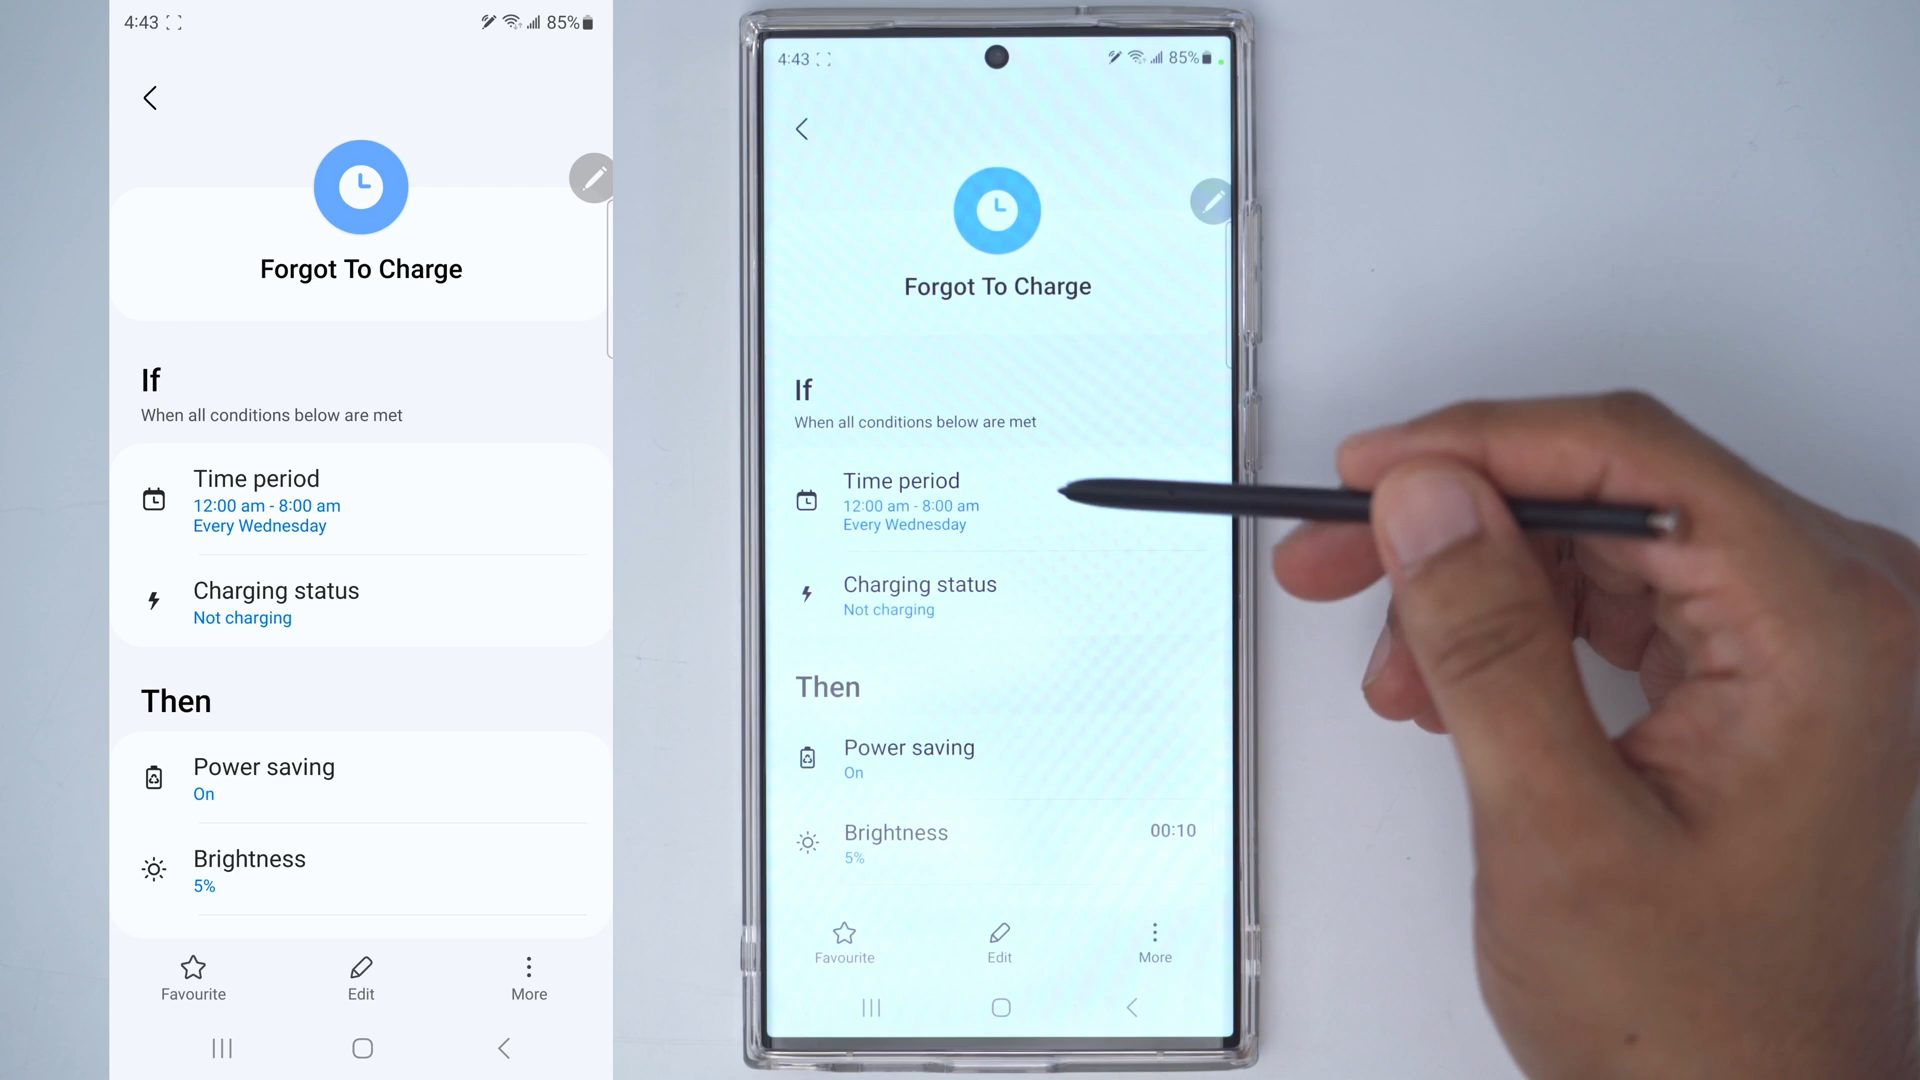 4:43
85%
Forgot To Charge
If
When all conditions below are met
Time period
12:00 am - 8:00 am
Every Wednesday
Charging status
Not charging
Then
Power saving
On
Brightness
5%
Favourite
Edit
More
4:43
85%
Forgot To Charge
If
When all conditions below are met
Time period
12:00 am - 8:00 am
Every Wednesday
Charging status
Not charging
Then
Power saving
On
Brightness
00:10
5%
Favourite
Edit
More